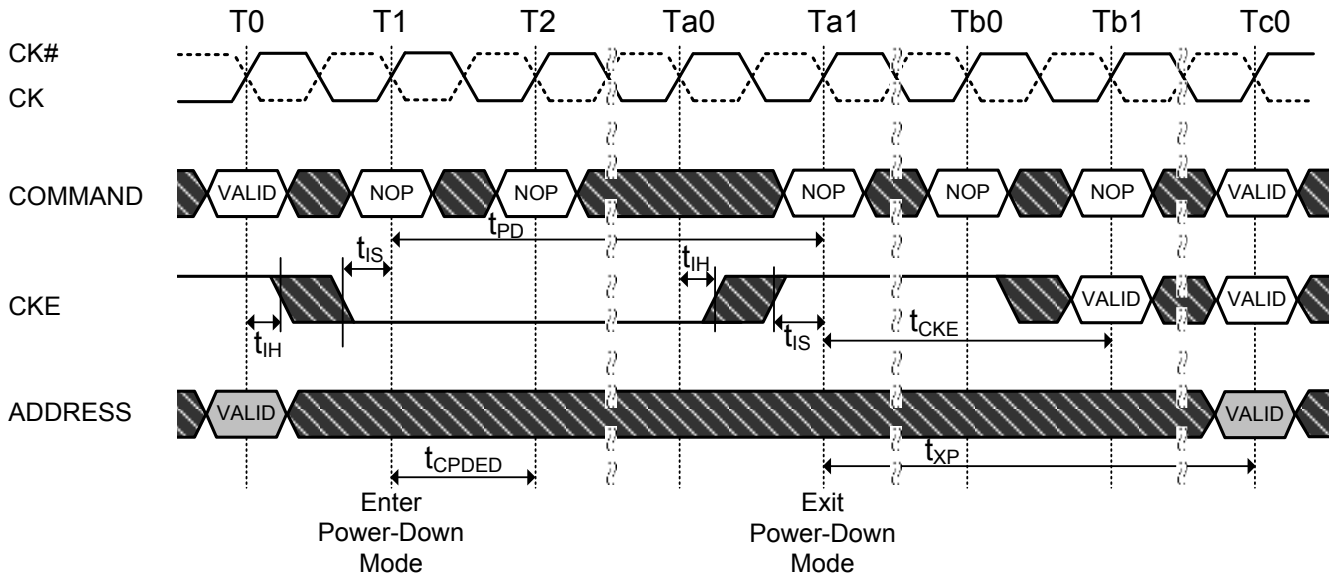 T0 T1 T2 Ta0 Ta1 Tb0 Tb1 Tc0
CK#
CK
COMMAND VALID NOP NOP NOP NOP NOP VALID
tPD
tIS tIH
CKE VALID VALID
tIH tIS tCKE
ADDRESS VALID VALID
tCPDED tXP
Enter Exit
Power-Down Power-Down
Mode Mode